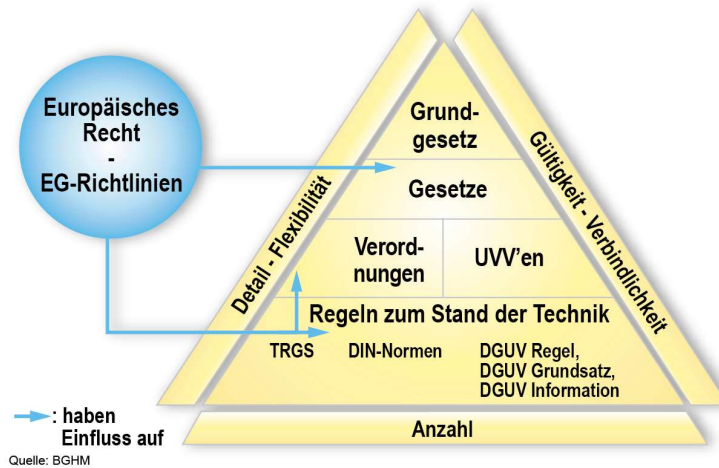 Europäisches
Recht
-
EG-Richtlinien
Detail - Flexibilität
Grund-
gesetz
Gesetze
Verord-
nungen
UVV'en
Regeln zum Stand der Technik
TRGS
DIN-Normen
DGUV Regel,
DGUV Grundsatz,
DGUV Information
Gültigkeit - Verbindlichkeit
Anzahl
: haben
Einfluss auf
Quelle: BGHM